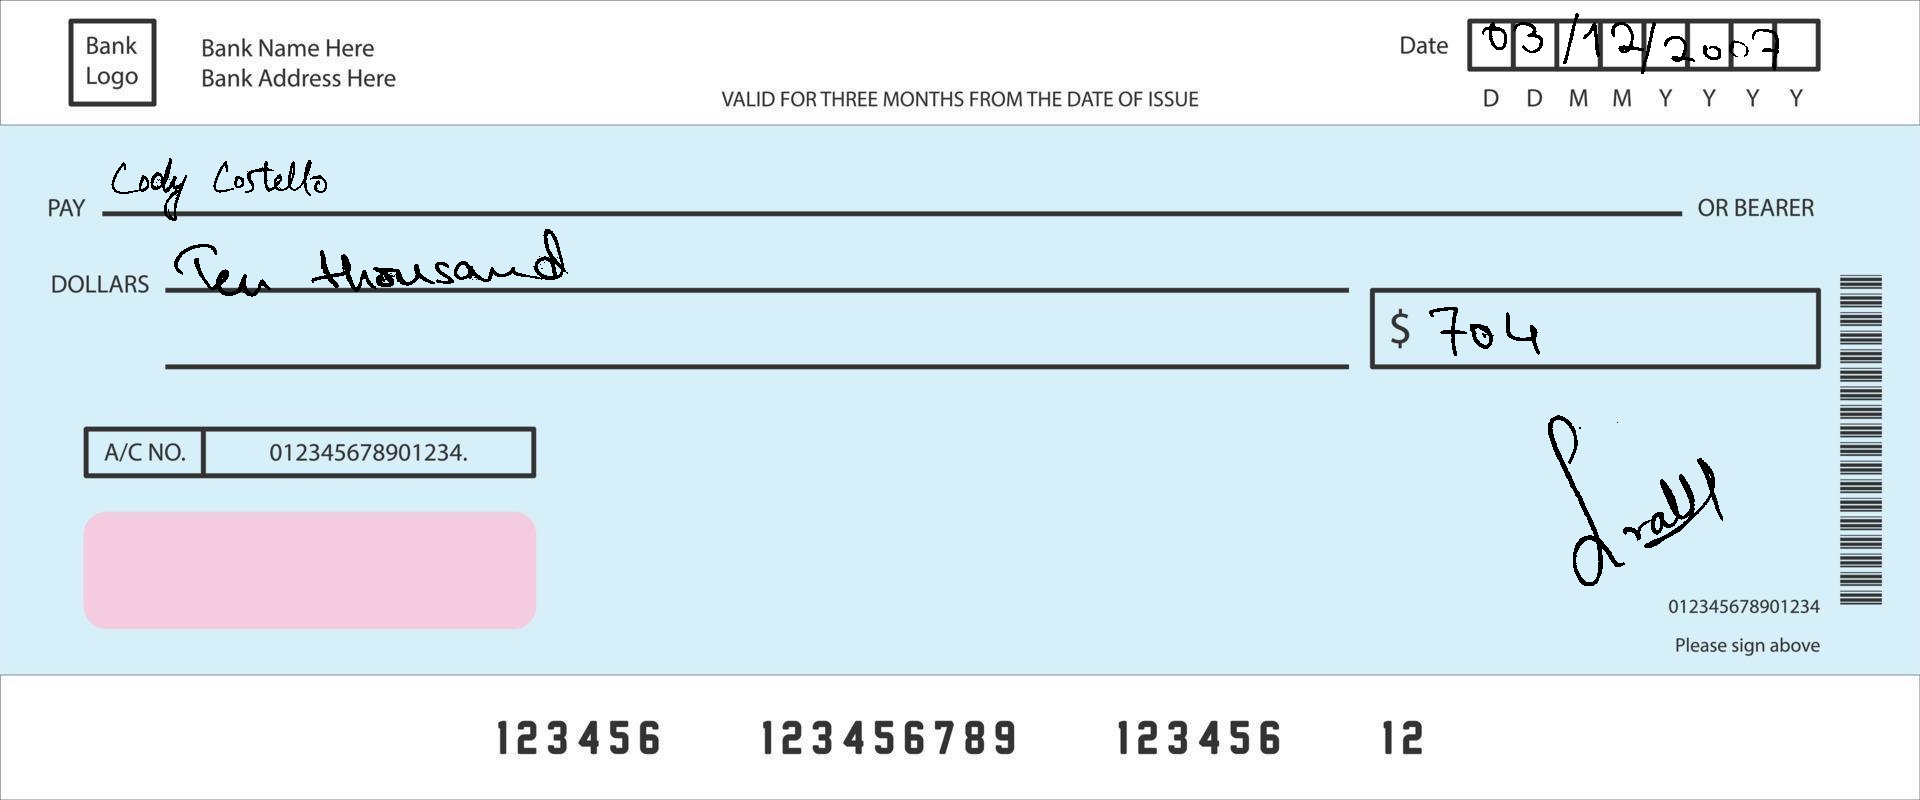 Bank Logo
Bank Name Here
Bank Address Here
VALID FOR THREE MONTHS FROM THE DATE OF ISSUE
Date 03/12/2007
D D M M Y Y Y Y
PAY Cody Costello OR BEARER
DOLLARS Ten thousand
$ 704
A/C NO. 012345678901234.
012345678901234
Please sign above
123456 123456789 123456 12